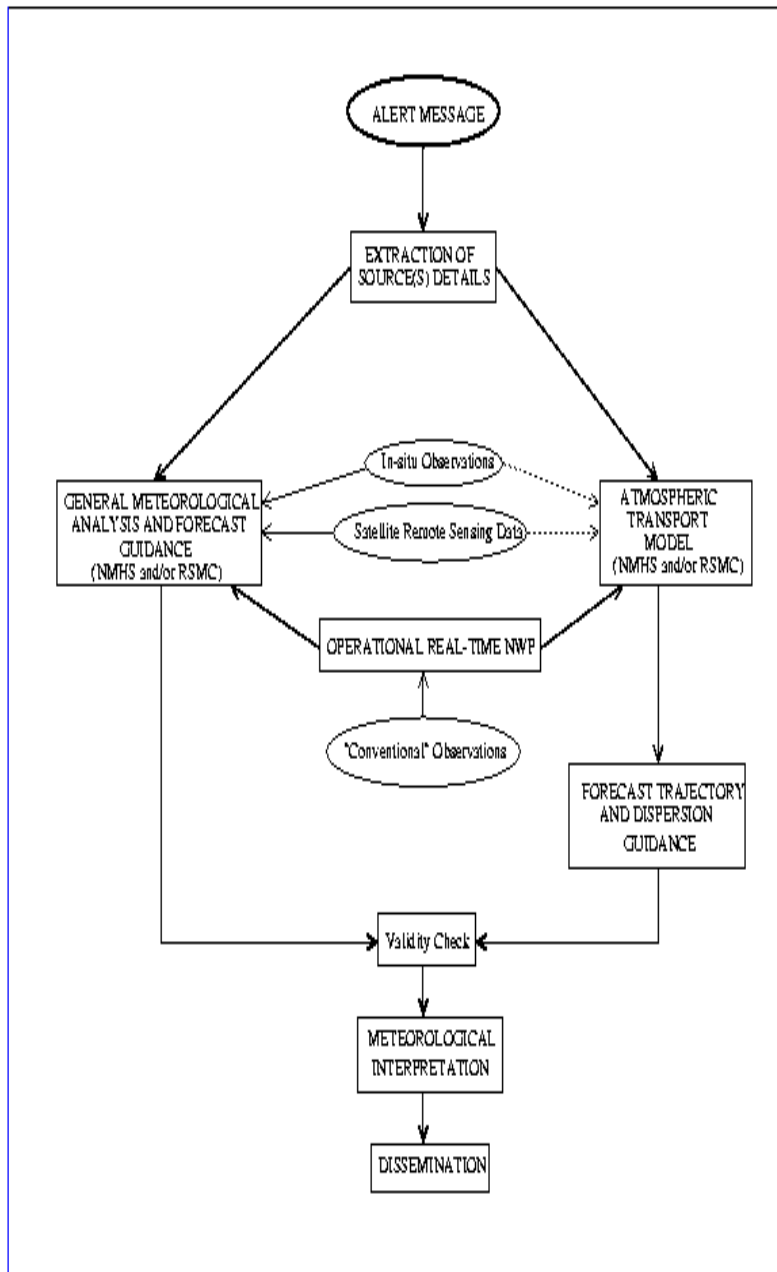 ALERT MESSAGE
EXTRACTION OF
SOURCE(S) DETAILS
In-situ Observations
GENERAL METEOROLOGICAL
ANALYSIS AND FORECAST
GUIDANCE
(NMHS and/or RSMC)
Satellite Remote Sensing Data
ATMOSPHERIC
TRANSPORT
MODEL
(NMHS and/or RSMC)
OPERATIONAL REAL-TIME NWP
"Conventional" Observations
FORECAST TRAJECTORY
AND DISPERSION
GUIDANCE
Validity Check
METEOROLOGICAL
INTERPRETATION
DISSEMINATION